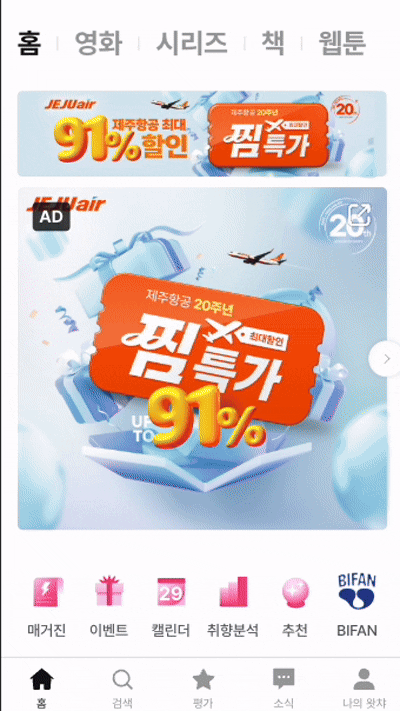 홈 영화 시리즈 책 웹툰
JEJUair
91%
제주항공 최대
할인
제주항공 20주년
찜특가
최대할인
20th
JEJUair
AD
20th
제주항공 20주년
찜특가
최대할인
UP TO
91%
29
BIFAN
매거진 이벤트 캘린더 취향분석 추천 BIFAN
홈 검색 평가 소식 나의 왓챠